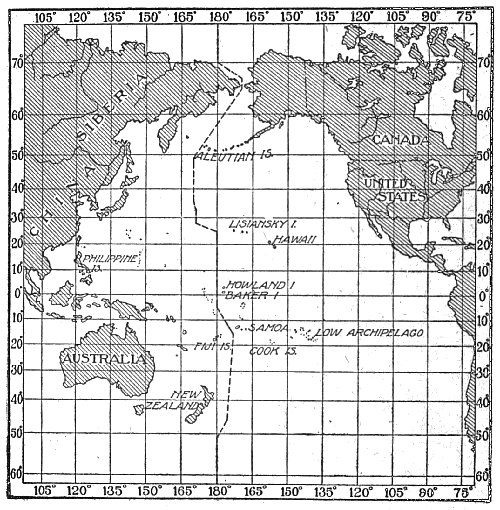 105° 120° 135° 150° 165° 180° 165° 150° 135° 120° 105° 90° 75°
70° 70°
SIBERIA
60° 60°
CANADA
ALEUTIAN IS.
50° 50°
UNITED
STATES
40° 40°
CHINA
30° 30°
LISIANSKY I.
20° HAWAII 20°
PHILIPPINE
10° 10°
HOWLAND I
0° BAKER I 0°
10° 10°
SAMOA LOW ARCHIPELAGO
FIJI IS. COOK IS.
20° 20°
AUSTRALIA
30° 30°
NEW
ZEALAND
40° 40°
50° 50°
60° 60°
105° 120° 135° 150° 165° 180° 165° 150° 135° 120° 105° 90° 75°